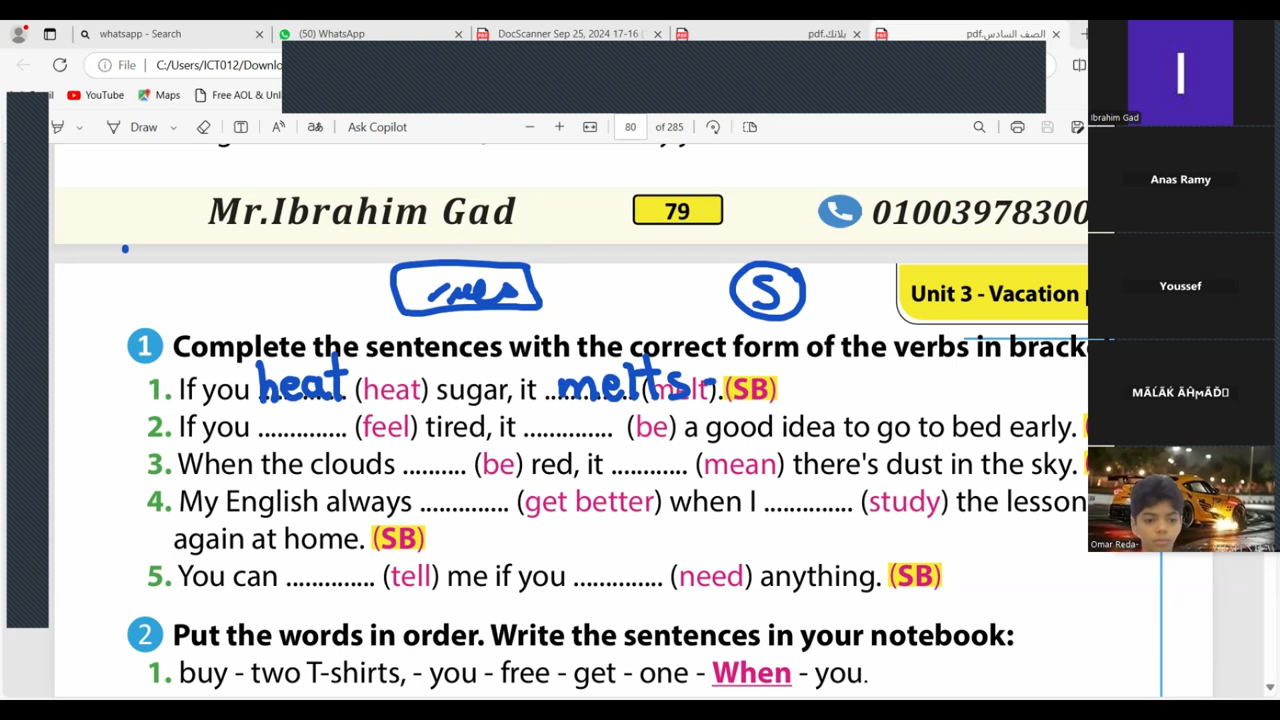 whatsapp - Search
(50) WhatsApp
DocScanner Sep 25, 2024 17-16
بلانك.pdf
الصف السادس.pdf
File C:/Users/ICT012/Downlo
YouTube Maps Free AOL & Unl
Draw Ask Copilot 80 of 285
Mr.Ibrahim Gad 79 01003978300
S
Unit 3 - Vacation
1 Complete the sentences with the correct form of the verbs in brack
1. If you heat (heat) sugar, it melts (melt). (SB)
2. If you .............. (feel) tired, it .............. (be) a good idea to go to bed early.
3. When the clouds .......... (be) red, it ............ (mean) there's dust in the sky.
4. My English always .............. (get better) when I .............. (study) the lesson
again at home. (SB)
5. You can .............. (tell) me if you .............. (need) anything. (SB)
2 Put the words in order. Write the sentences in your notebook:
1. buy - two T-shirts, - you - free - get - one - When - you.
I
Ibrahim Gad
Anas Ramy
Youssef
Omar Reda-